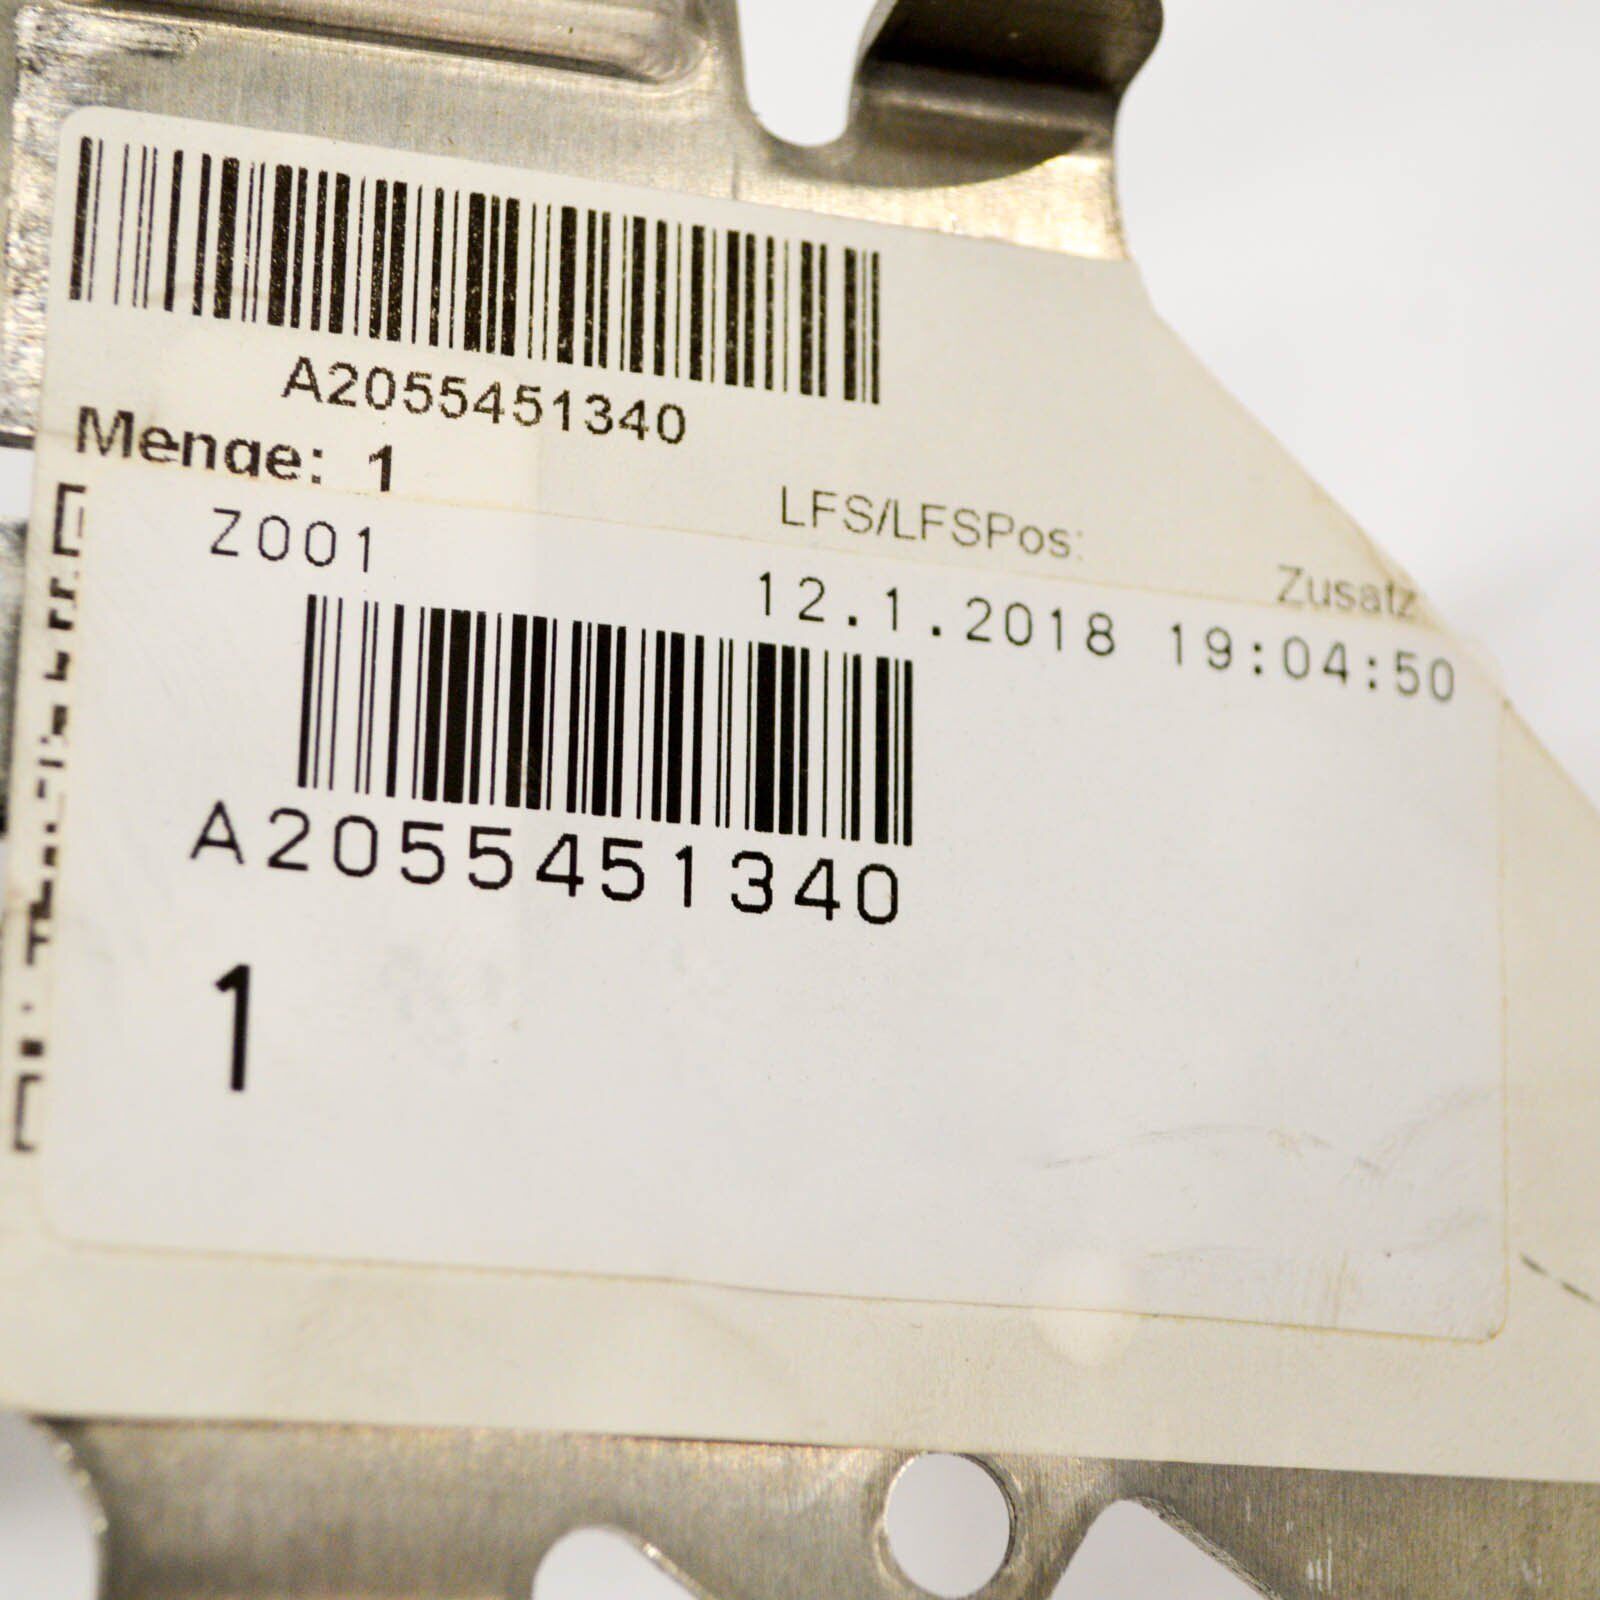 A2055451340
Menge: 1
LFS/LFSPos:
Zusatz
Z001
12.1.2018 19:04:50
A2055451340
1